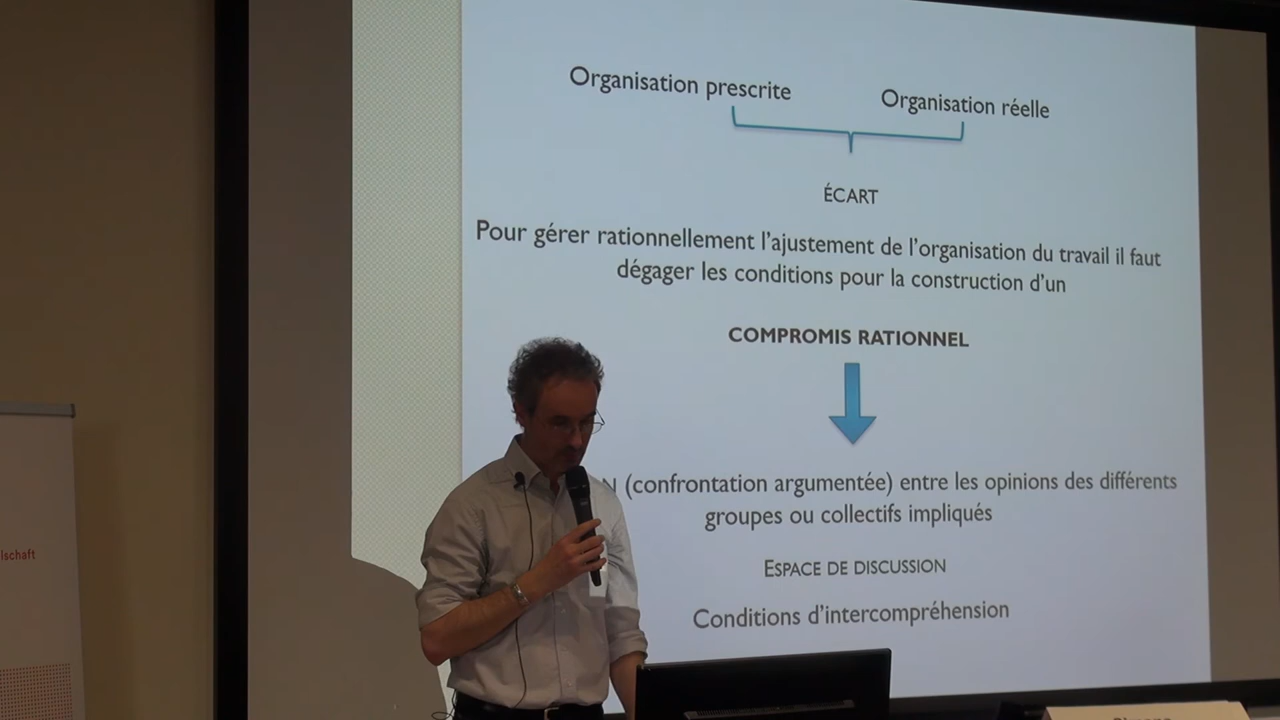 Organisation prescrite
Organisation réelle
ÉCART
Pour gérer rationnellement l'ajustement de l'organisation du travail il faut
dégager les conditions pour la construction d'un
COMPROMIS RATIONNEL
(confrontation argumentée) entre les opinions des différents
groupes ou collectifs impliqués
ESPACE DE DISCUSSION
Conditions d'intercompréhension
lschaft